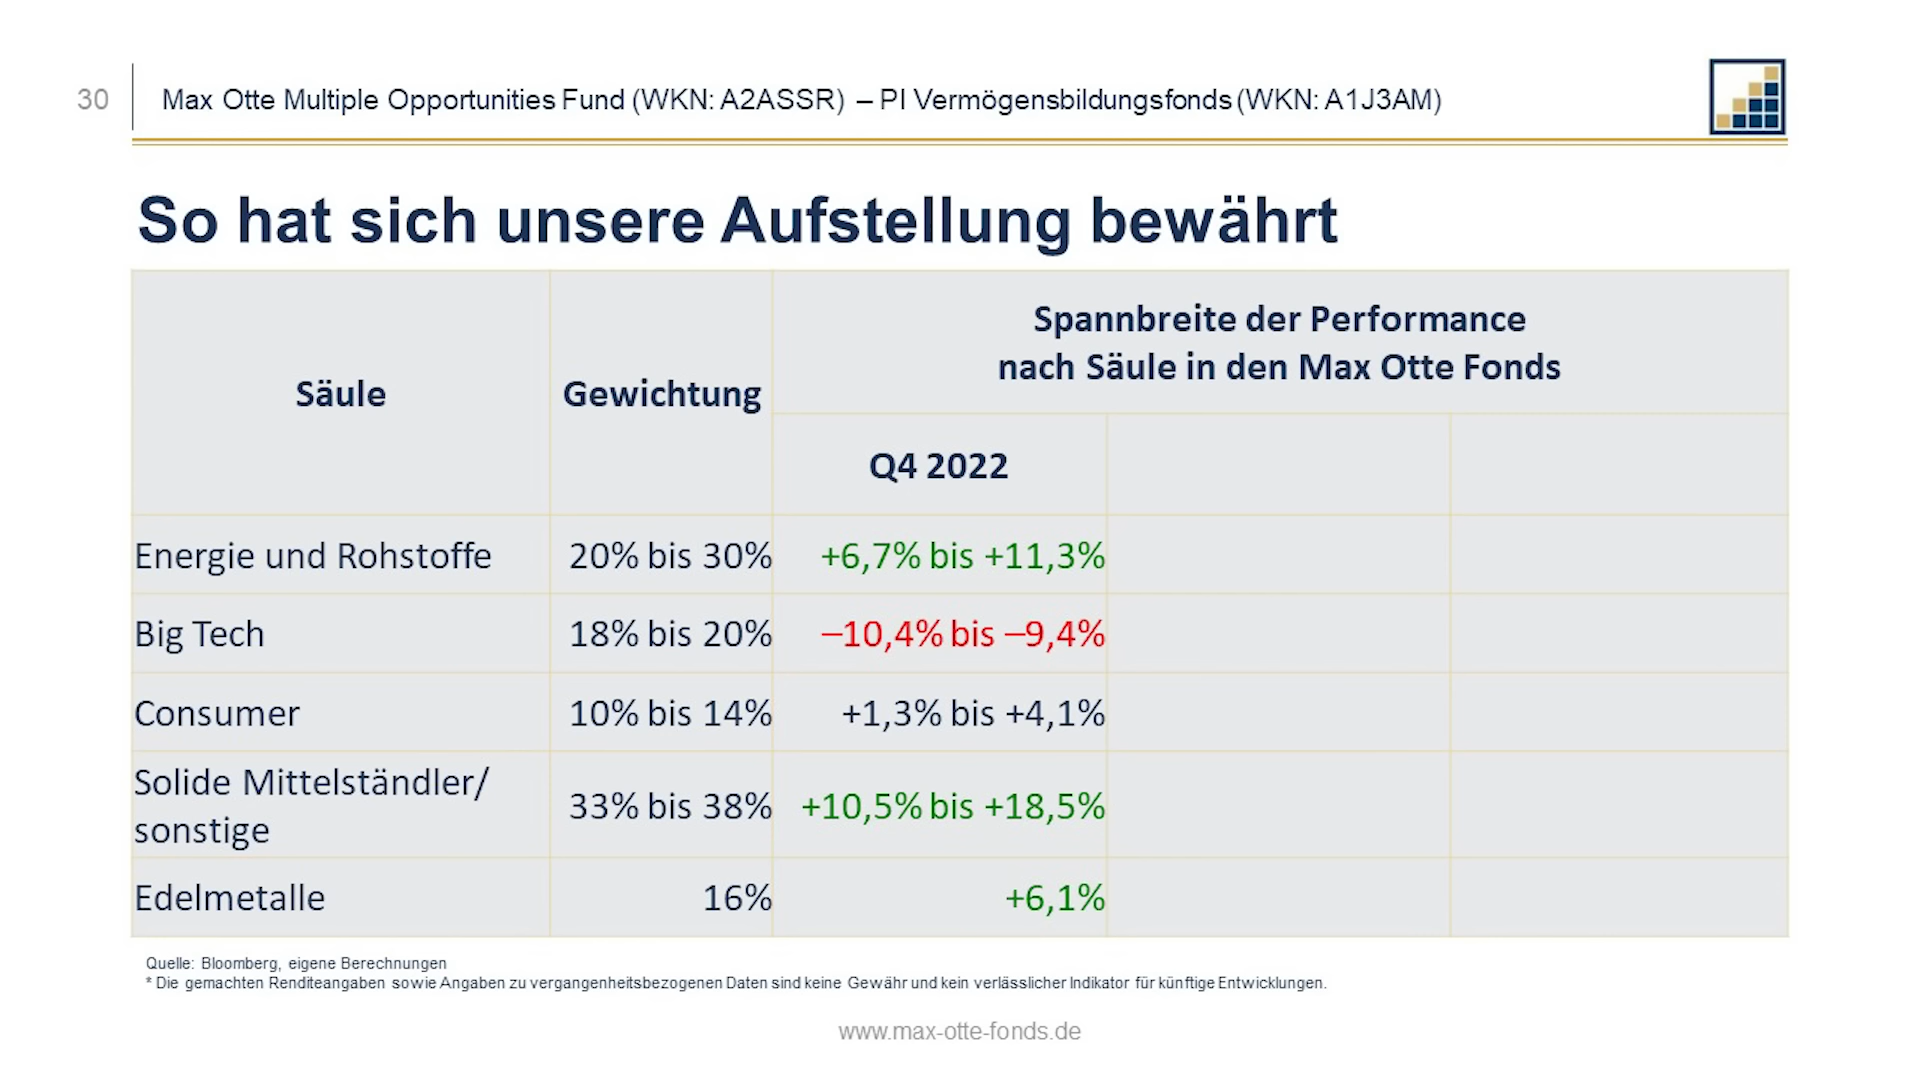 30
Max Otte Multiple Opportunities Fund (WKN: A2ASSR) – PI Vermögensbildungsfonds (WKN: A1J3AM)
So hat sich unsere Aufstellung bewährt
Säule
Gewichtung
Spannbreite der Performance
nach Säule in den Max Otte Fonds
Q4 2022
Energie und Rohstoffe 20% bis 30% +6,7% bis +11,3%
Big Tech 18% bis 20% –10,4% bis –9,4%
Consumer 10% bis 14% +1,3% bis +4,1%
Solide Mittelständler/
sonstige
33% bis 38% +10,5% bis +18,5%
Edelmetalle 16% +6,1%
Quelle: Bloomberg, eigene Berechnungen
* Die gemachten Renditeangaben sowie Angaben zu vergangenheitsbezogenen Daten sind keine Gewähr und kein verlässlicher Indikator für künftige Entwicklungen.
www.max-otte-fonds.de